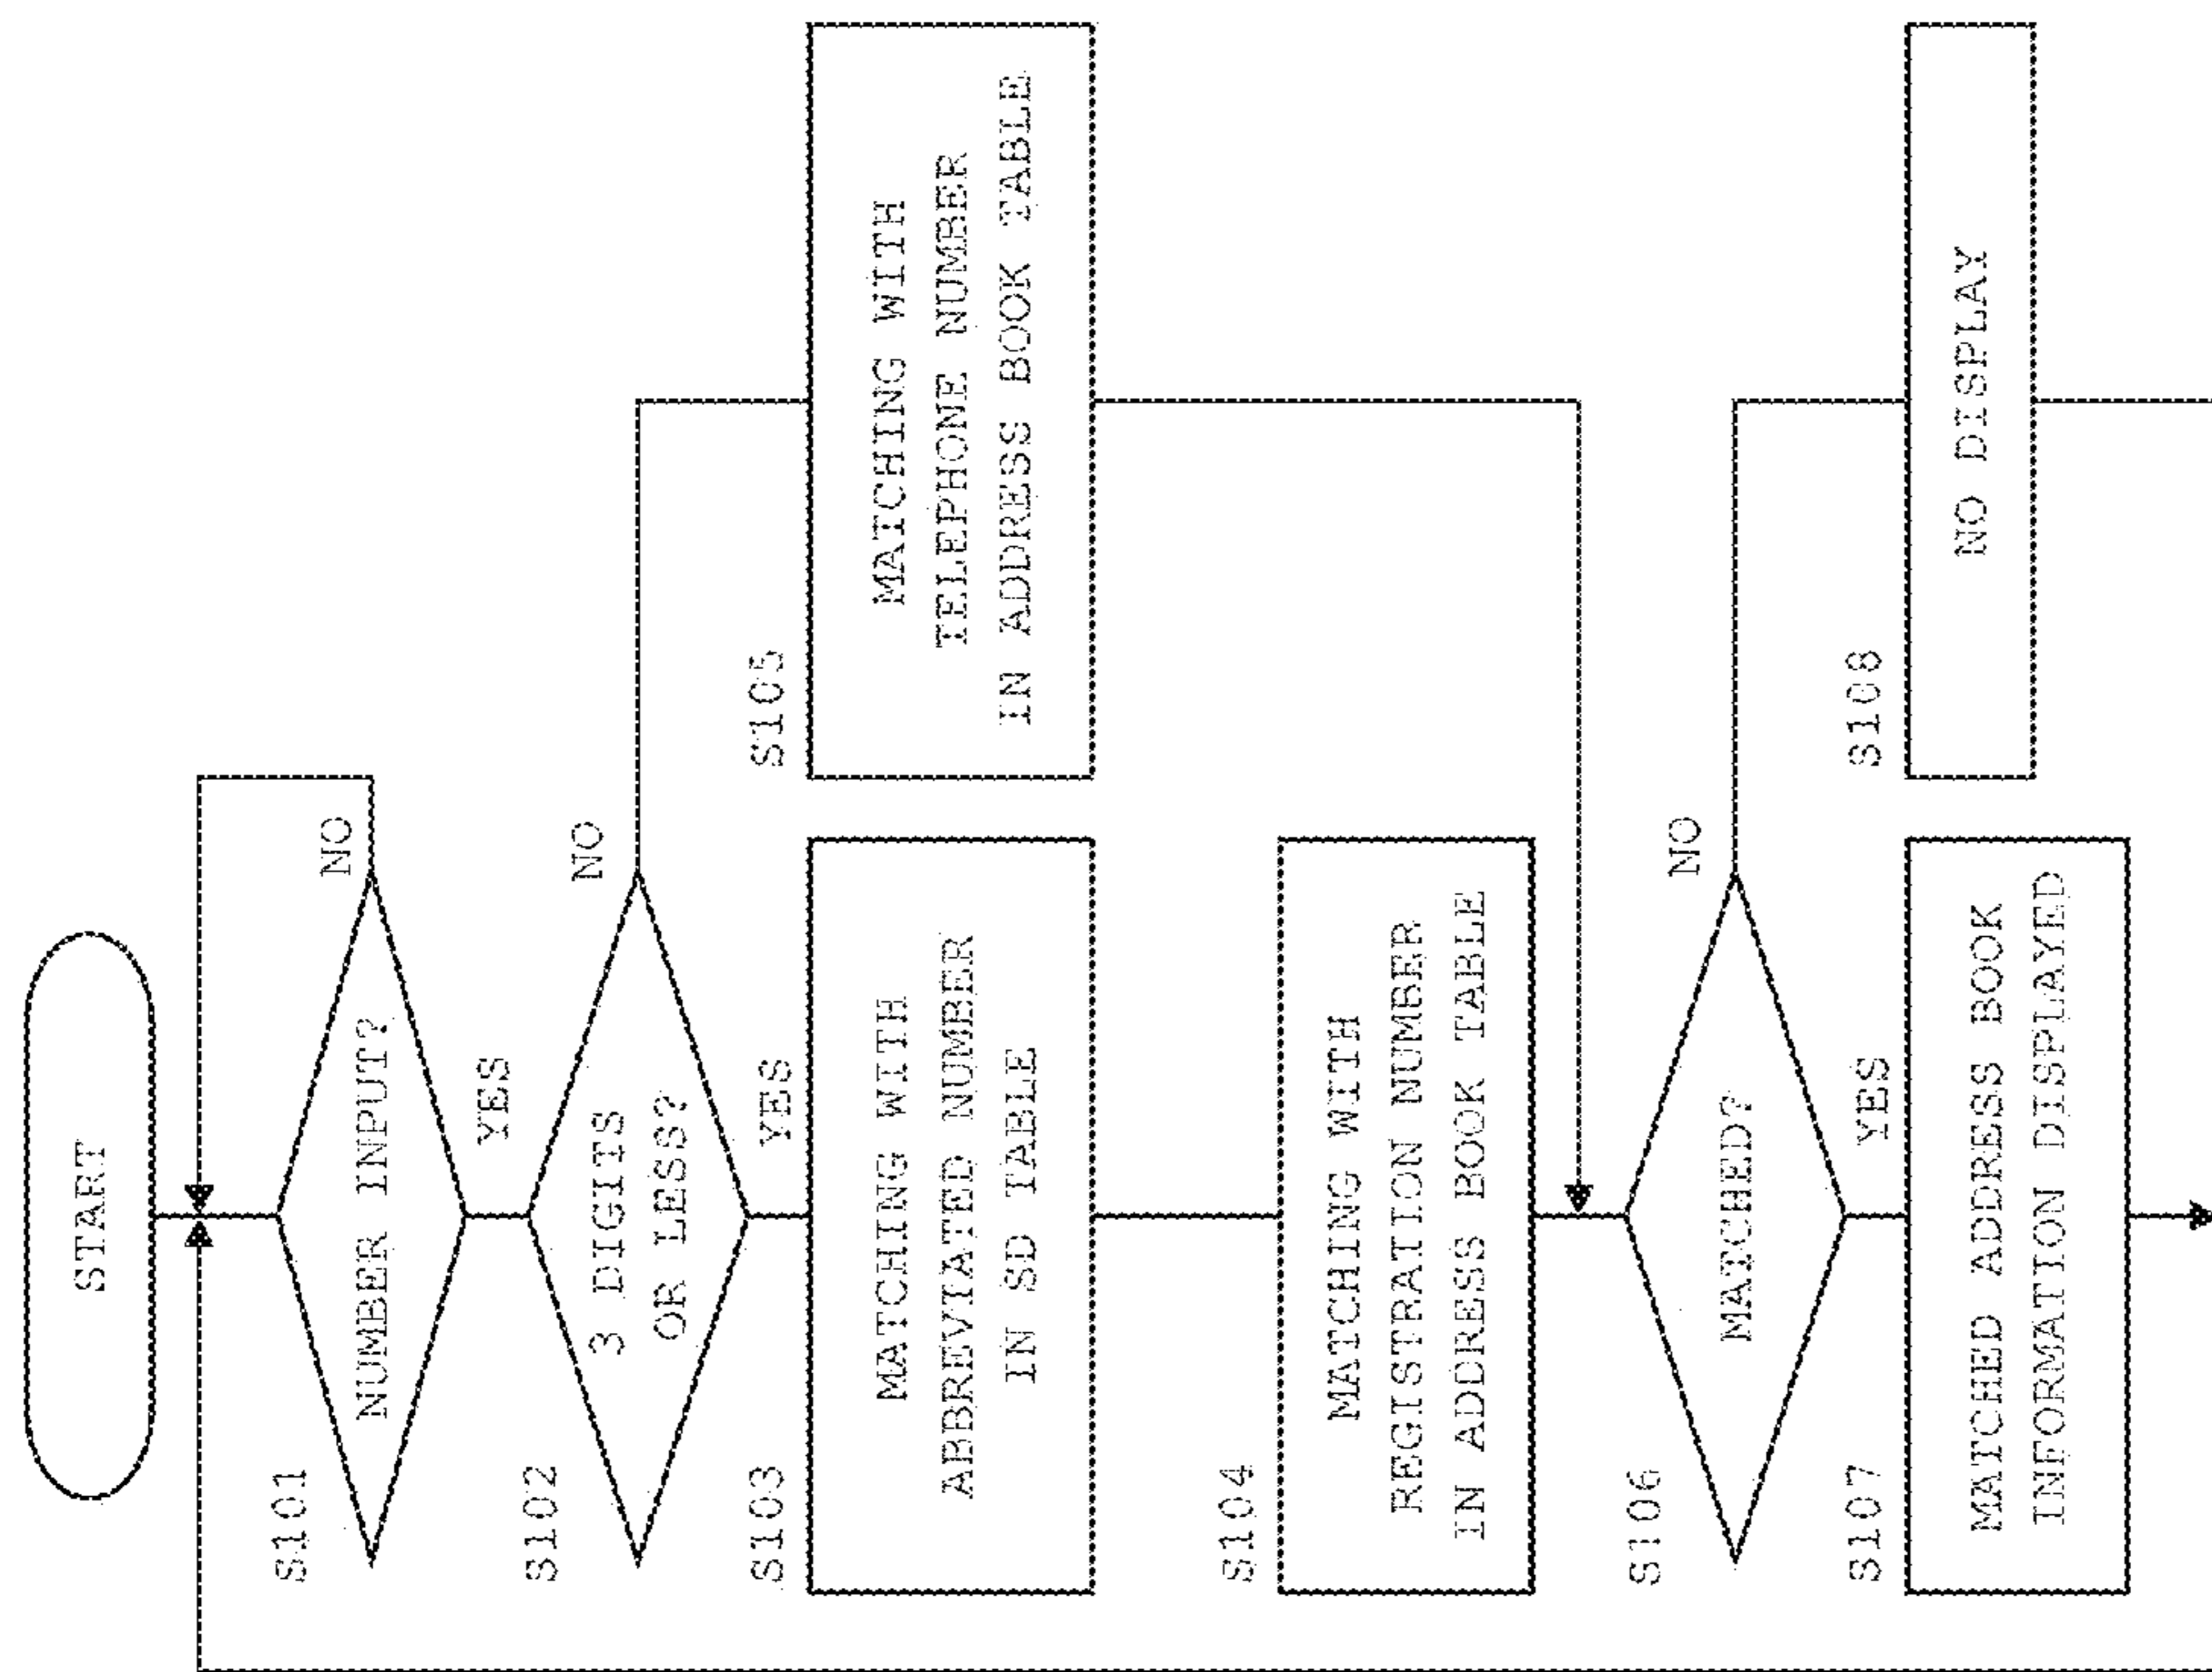 START
S101
NUMBER INPUT?
NO
YES
S102
3 DIGITS
OR LESS?
NO
YES
S103
MATCHING WITH
ABBREVTATED NUMBER
IN SD TABLE
S105
MATCHING WITH
TELEPHONE NUMBER
IN ADDRESS BOOK TABLE
S104
MATCHING WITH
REGISTRATION NUMBER
IN ADDRESS BOOK TABLE
S106
MATCHED?
NO
YES
S107
MATCHED ADDRESS BOOK
INFORMATION DISPLAYED
S108
NO DISPLAY